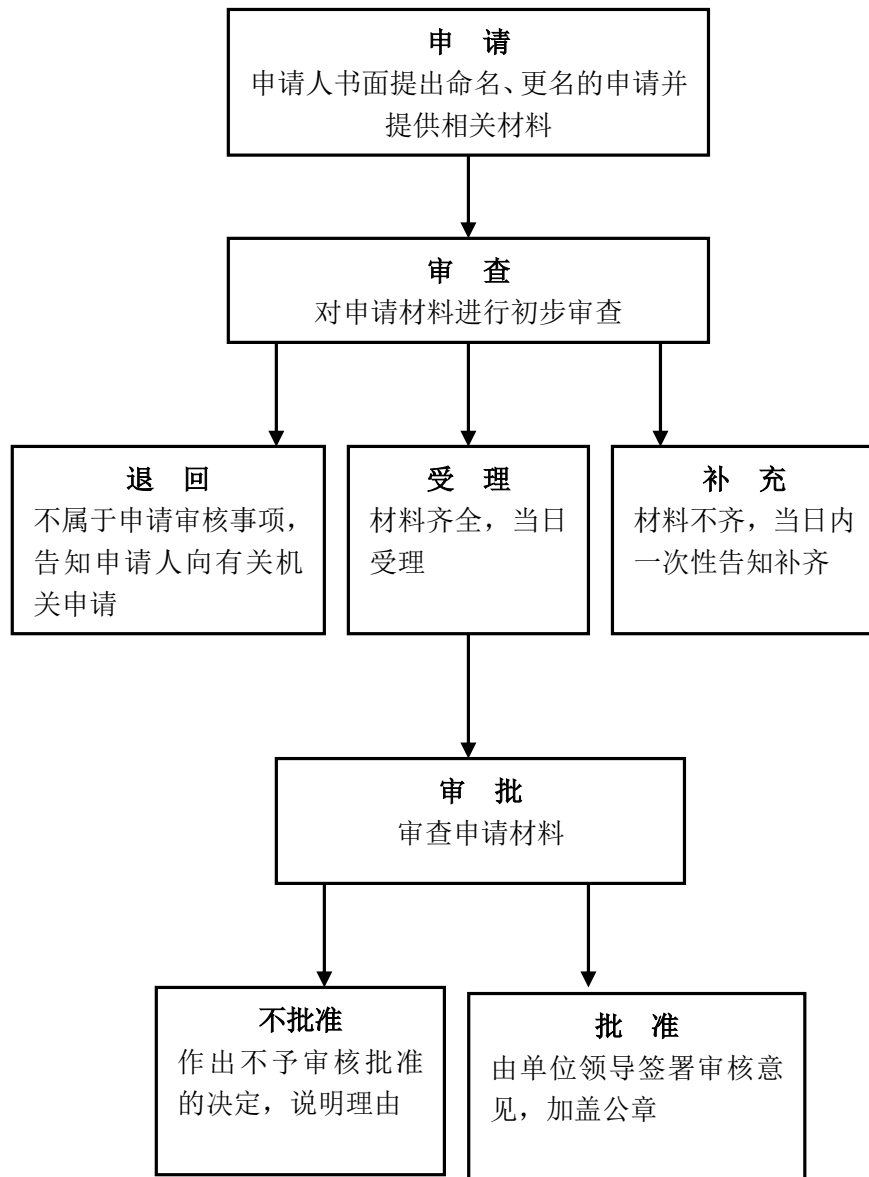 申 请
申请人书面提出命名、更名的申请并
提供相关材料
审 查
对申请材料进行初步审查
退 回
不属于申请审核事项，
告知申请人向有关机
关申请
受 理
材料齐全，当日
受理
补 充
材料不齐，当日内
一次性告知补齐
审 批
审查申请材料
不批准
作出不予审核批准
的决定，说明理由
批 准
由单位领导签署审核意
见，加盖公章